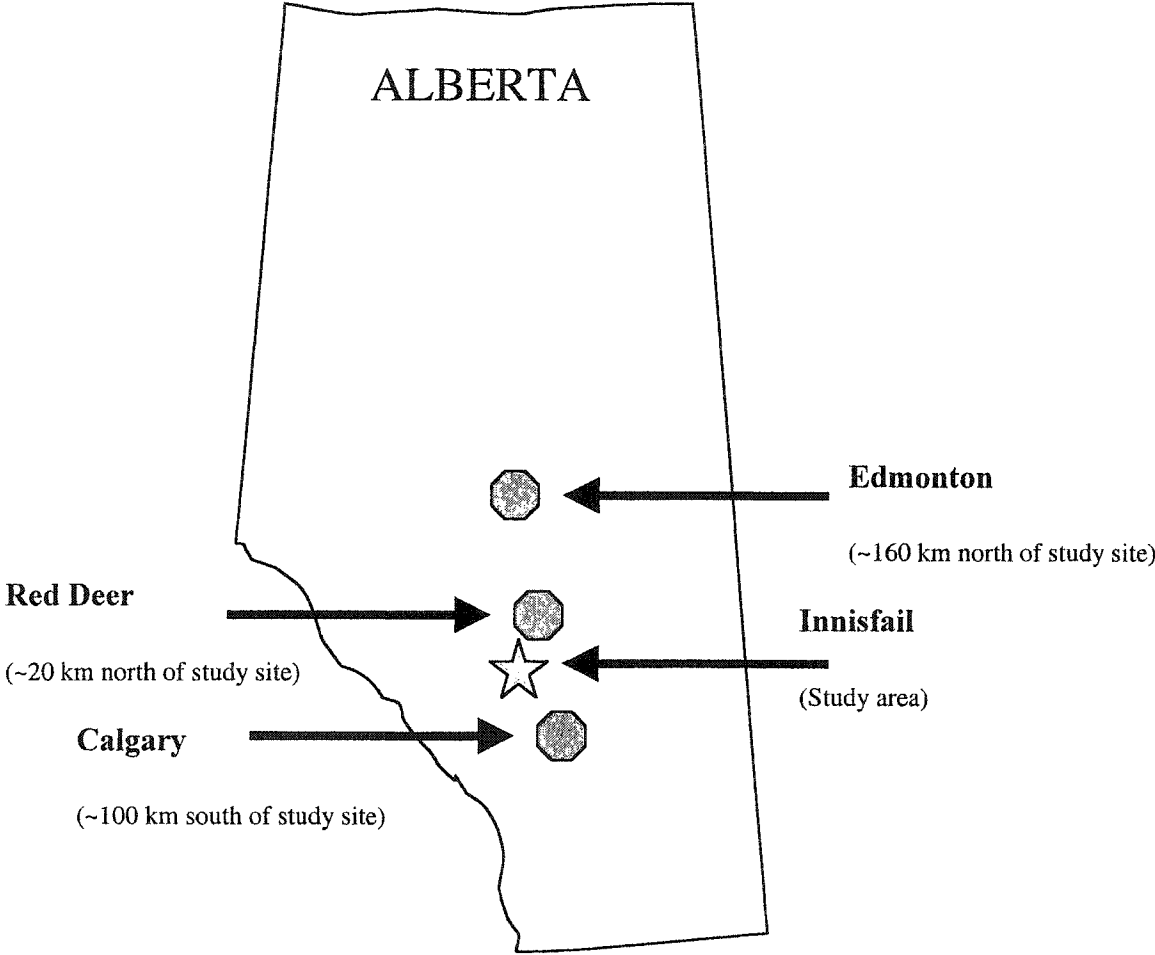 ALBERTA
Edmonton
(~160 km north of study site)
Red Deer
(~20 km north of study site)
Innisfail
(Study area)
Calgary
(~100 km south of study site)